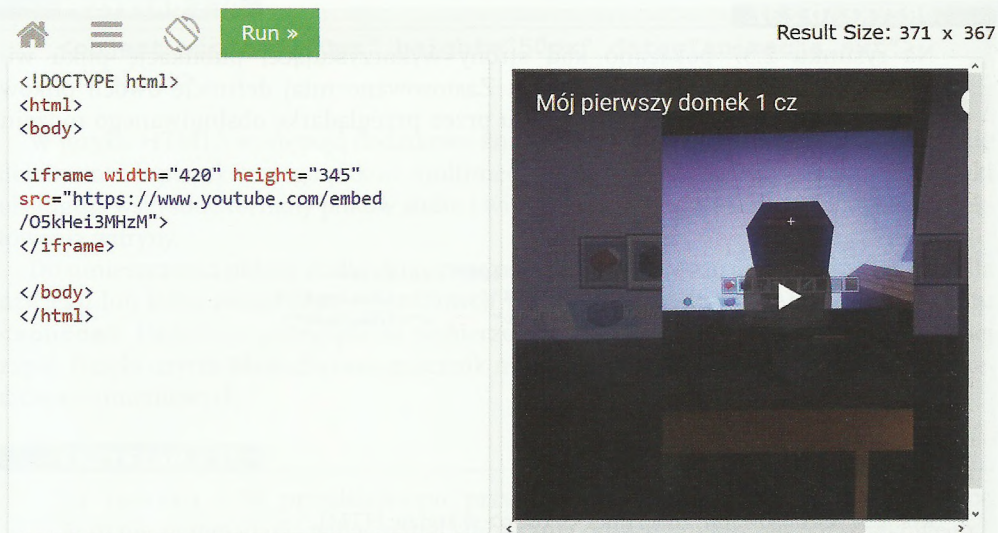 Run »
Result Size: 371 x 367
<!DOCTYPE html>
<html>
<body>
<iframe width="420" height="345"
src="https://www.youtube.com/embed
/O5kHei3MHzM">
</iframe>
</body>
</html>
Mój pierwszy domek 1 cz